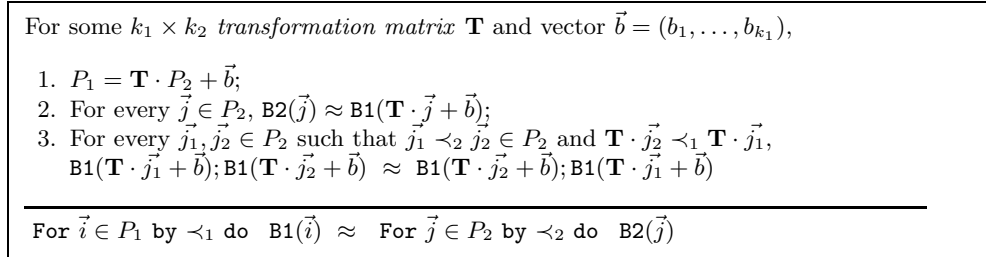 For some k₁ × k₂ transformation matrix T and vector b⃗ = (b₁, . . . , b_{k₁}),
1. P₁ = T · P₂ + b⃗;
2. For every j⃗ ∈ P₂, B2(j⃗) ≈ B1(T · j⃗ + b⃗);
3. For every j⃗₁, j⃗₂ ∈ P₂ such that j⃗₁ ≺₂ j⃗₂ ∈ P₂ and T · j⃗₂ ≺₁ T · j⃗₁,
B1(T · j⃗₁ + b⃗); B1(T · j⃗₂ + b⃗) ≈ B1(T · j⃗₂ + b⃗); B1(T · j⃗₁ + b⃗)
For i⃗ ∈ P₁ by ≺₁ do B1(i⃗) ≈ For j⃗ ∈ P₂ by ≺₂ do B2(j⃗)